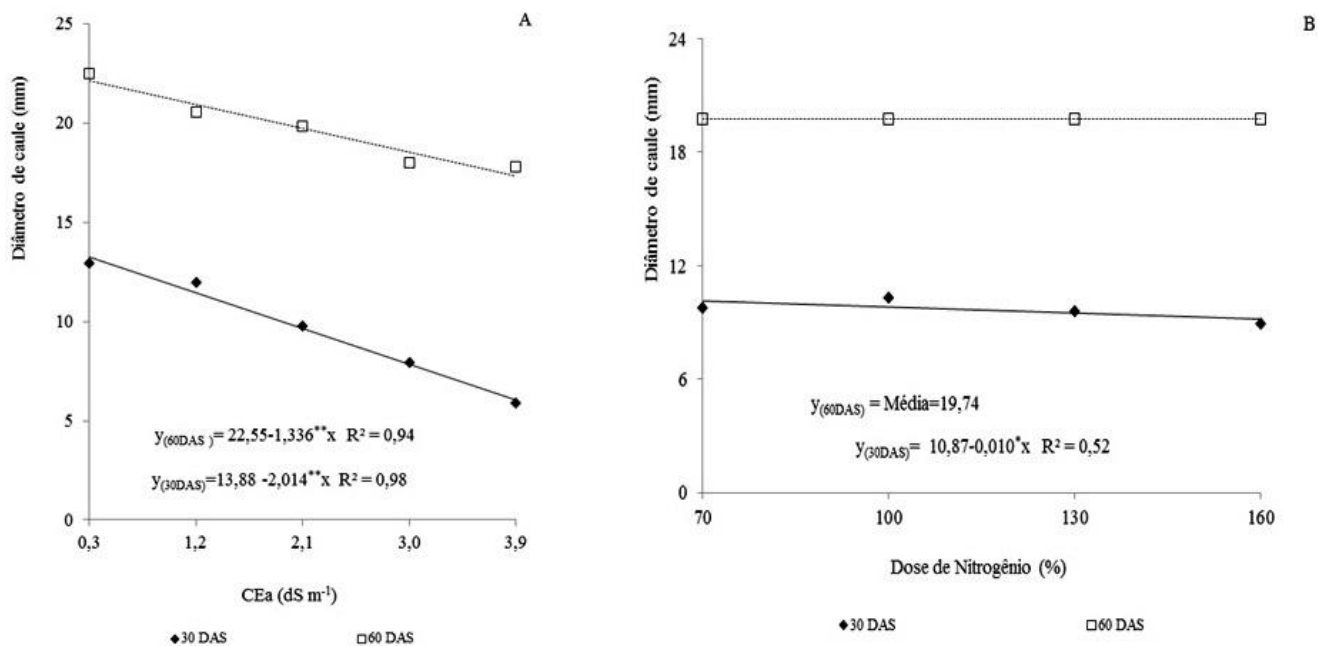 A
Diâmetro de caule (mm)
25
20
15
10
5
0
y(60DAS )= 22,55-1,336**x R² = 0,94
y(30DAS)=13,88 -2,014**x R² = 0,98
0,3 1,2 2,1 3,0 3,9
CEa (dS m⁻¹)
30 DAS 60 DAS
B
Diâmetro de caule (mm)
24
18
12
6
0
y(60DAS) = Média=19,74
y(30DAS)= 10,87-0,010*x R² = 0,52
70 100 130 160
Dose de Nitrogênio (%)
30 DAS 60 DAS